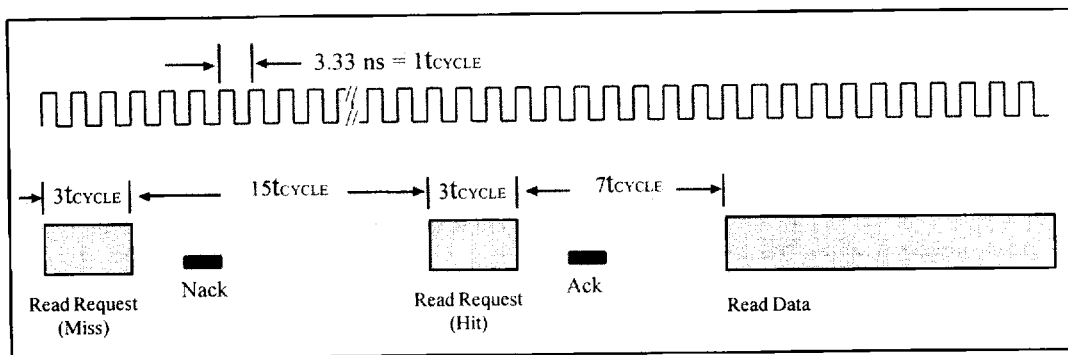 3.33 ns = 1tCYCLE
3tCYCLE
15tCYCLE
3tCYCLE
7tCYCLE
Nack
Ack
Read Request
(Miss)
Read Request
(Hit)
Read Data